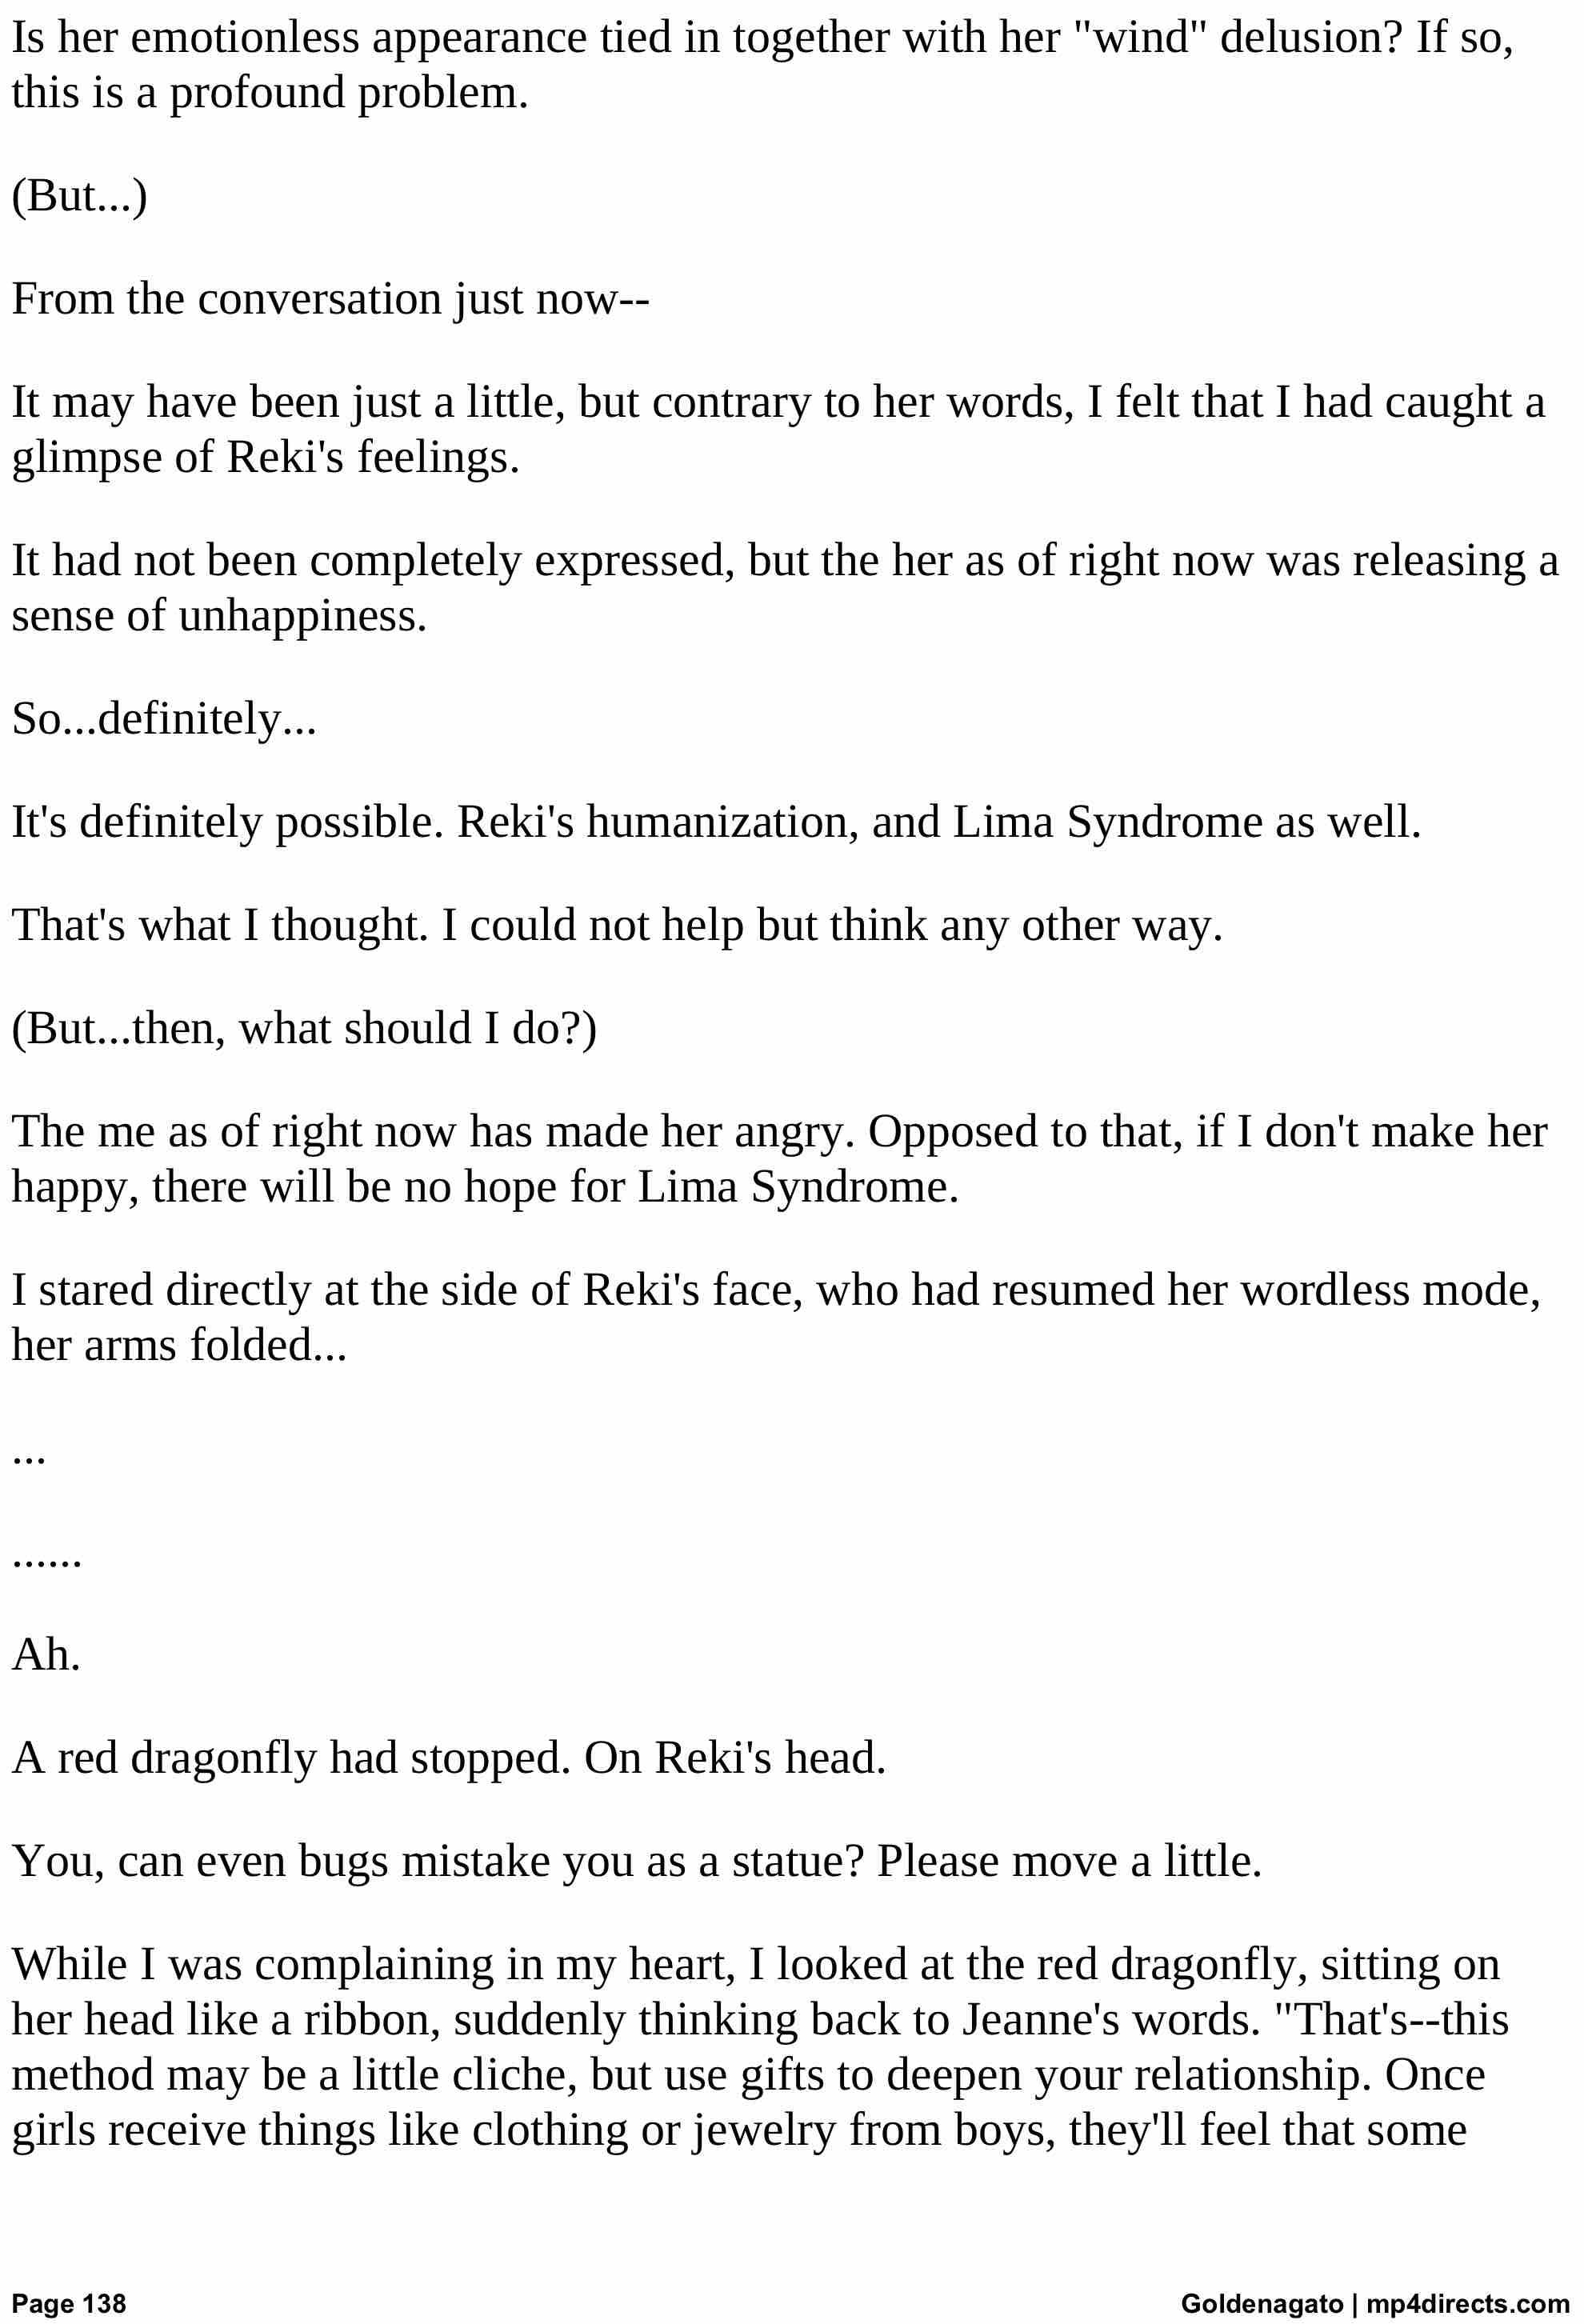 Is her emotionless appearance tied in together with her "wind" delusion? If so,
this is a profound problem.
(But...)
From the conversation just now--
It may have been just a little, but contrary to her words, I felt that I had caught a
glimpse of Reki's feelings.
It had not been completely expressed, but the her as of right now was releasing a
sense of unhappiness.
So...definitely...
It's definitely possible. Reki's humanization, and Lima Syndrome as well.
That's what I thought. I could not help but think any other way.
(But...then, what should I do?)
The me as of right now has made her angry. Opposed to that, if I don't make her
happy, there will be no hope for Lima Syndrome.
I stared directly at the side of Reki's face, who had resumed her wordless mode,
her arms folded...
...
......
Ah.
A red dragonfly had stopped. On Reki's head.
You, can even bugs mistake you as a statue? Please move a little.
While I was complaining in my heart, I looked at the red dragonfly, sitting on
her head like a ribbon, suddenly thinking back to Jeanne's words. "That's--this
method may be a little cliche, but use gifts to deepen your relationship. Once
girls receive things like clothing or jewelry from boys, they'll feel that some
Page 138
Goldenagato | mp4directs.com